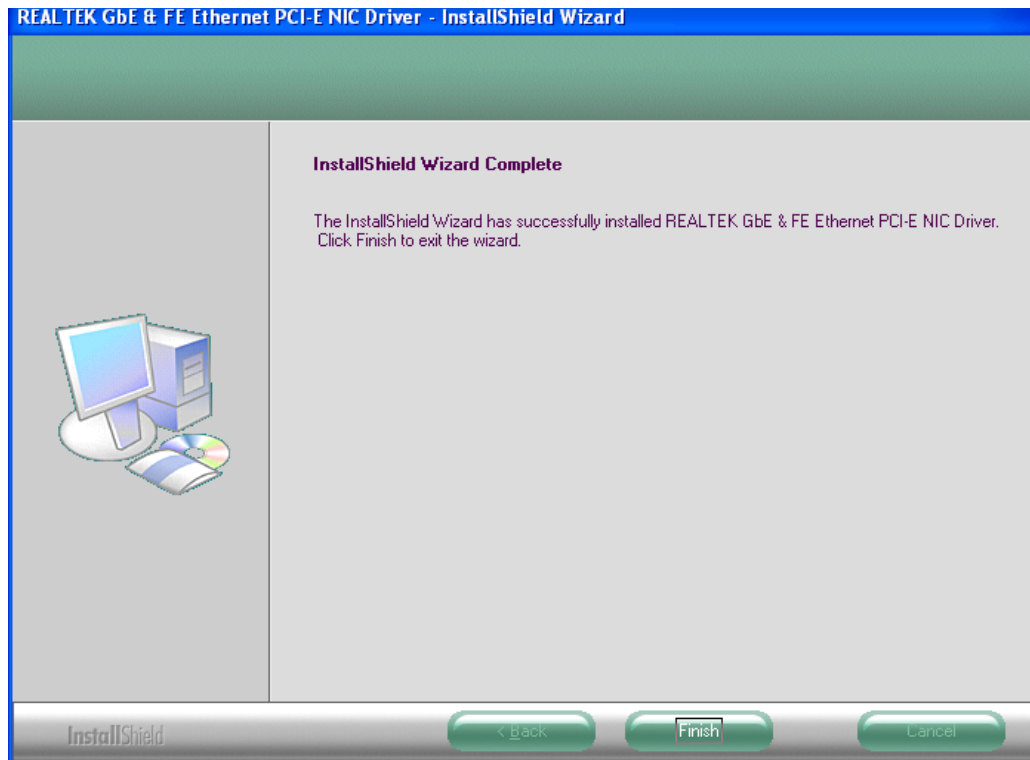 REALTEK GbE & FE Ethernet PCI-E NIC Driver - InstallShield Wizard
InstallShield Wizard Complete
The InstallShield Wizard has successfully installed REALTEK GbE & FE Ethernet PCI-E NIC Driver.
Click Finish to exit the wizard.
InstallShield
< Back
Finish
Cancel